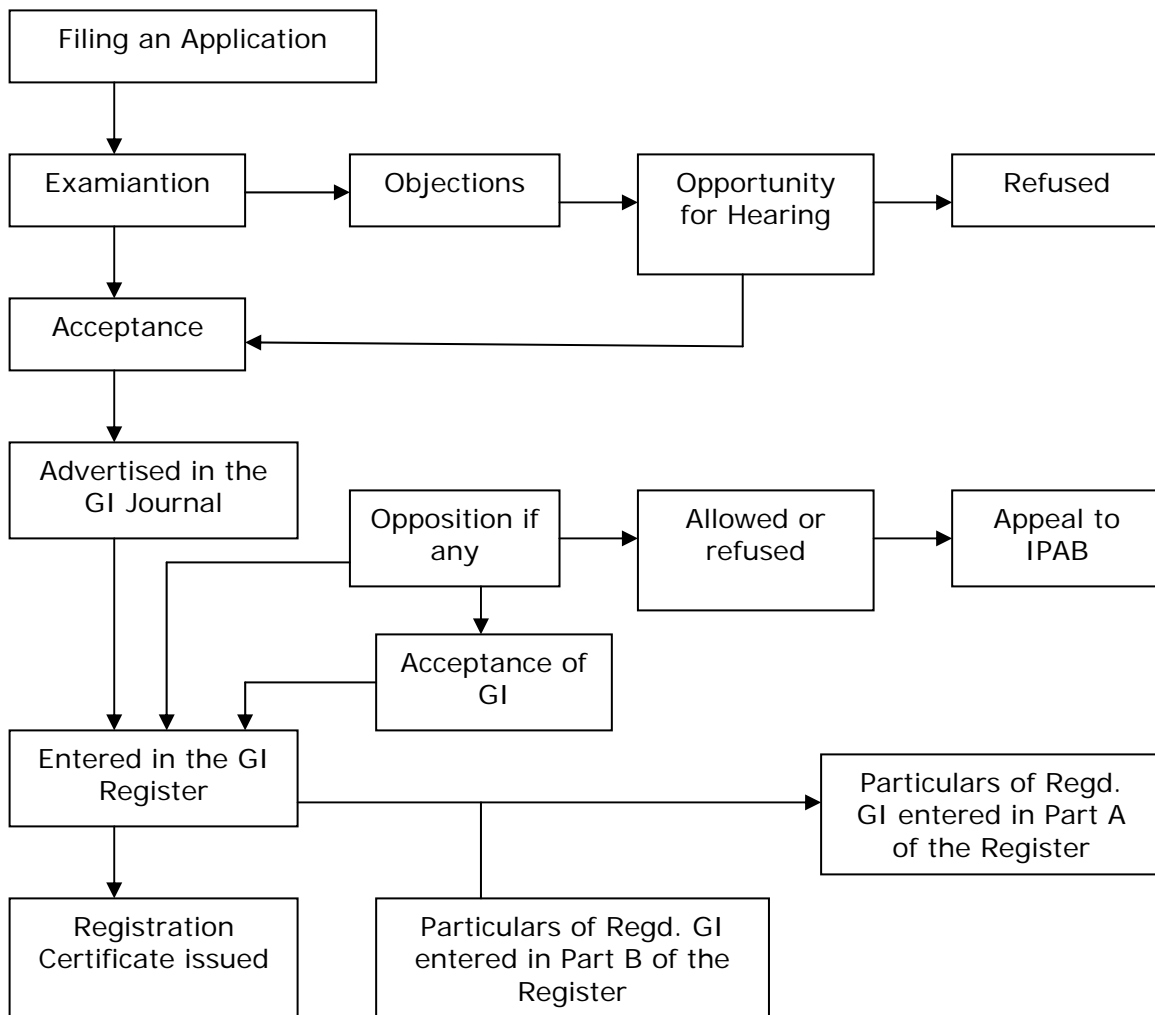 Filing an Application
Examiantion
Objections
Opportunity
for Hearing
Refused
Acceptance
Advertised in the
GI Journal
Opposition if
any
Allowed or
refused
Appeal to
IPAB
Acceptance of
GI
Entered in the GI
Register
Particulars of Regd.
GI entered in Part A
of the Register
Registration
Certificate issued
Particulars of Regd. GI
entered in Part B of the
Register